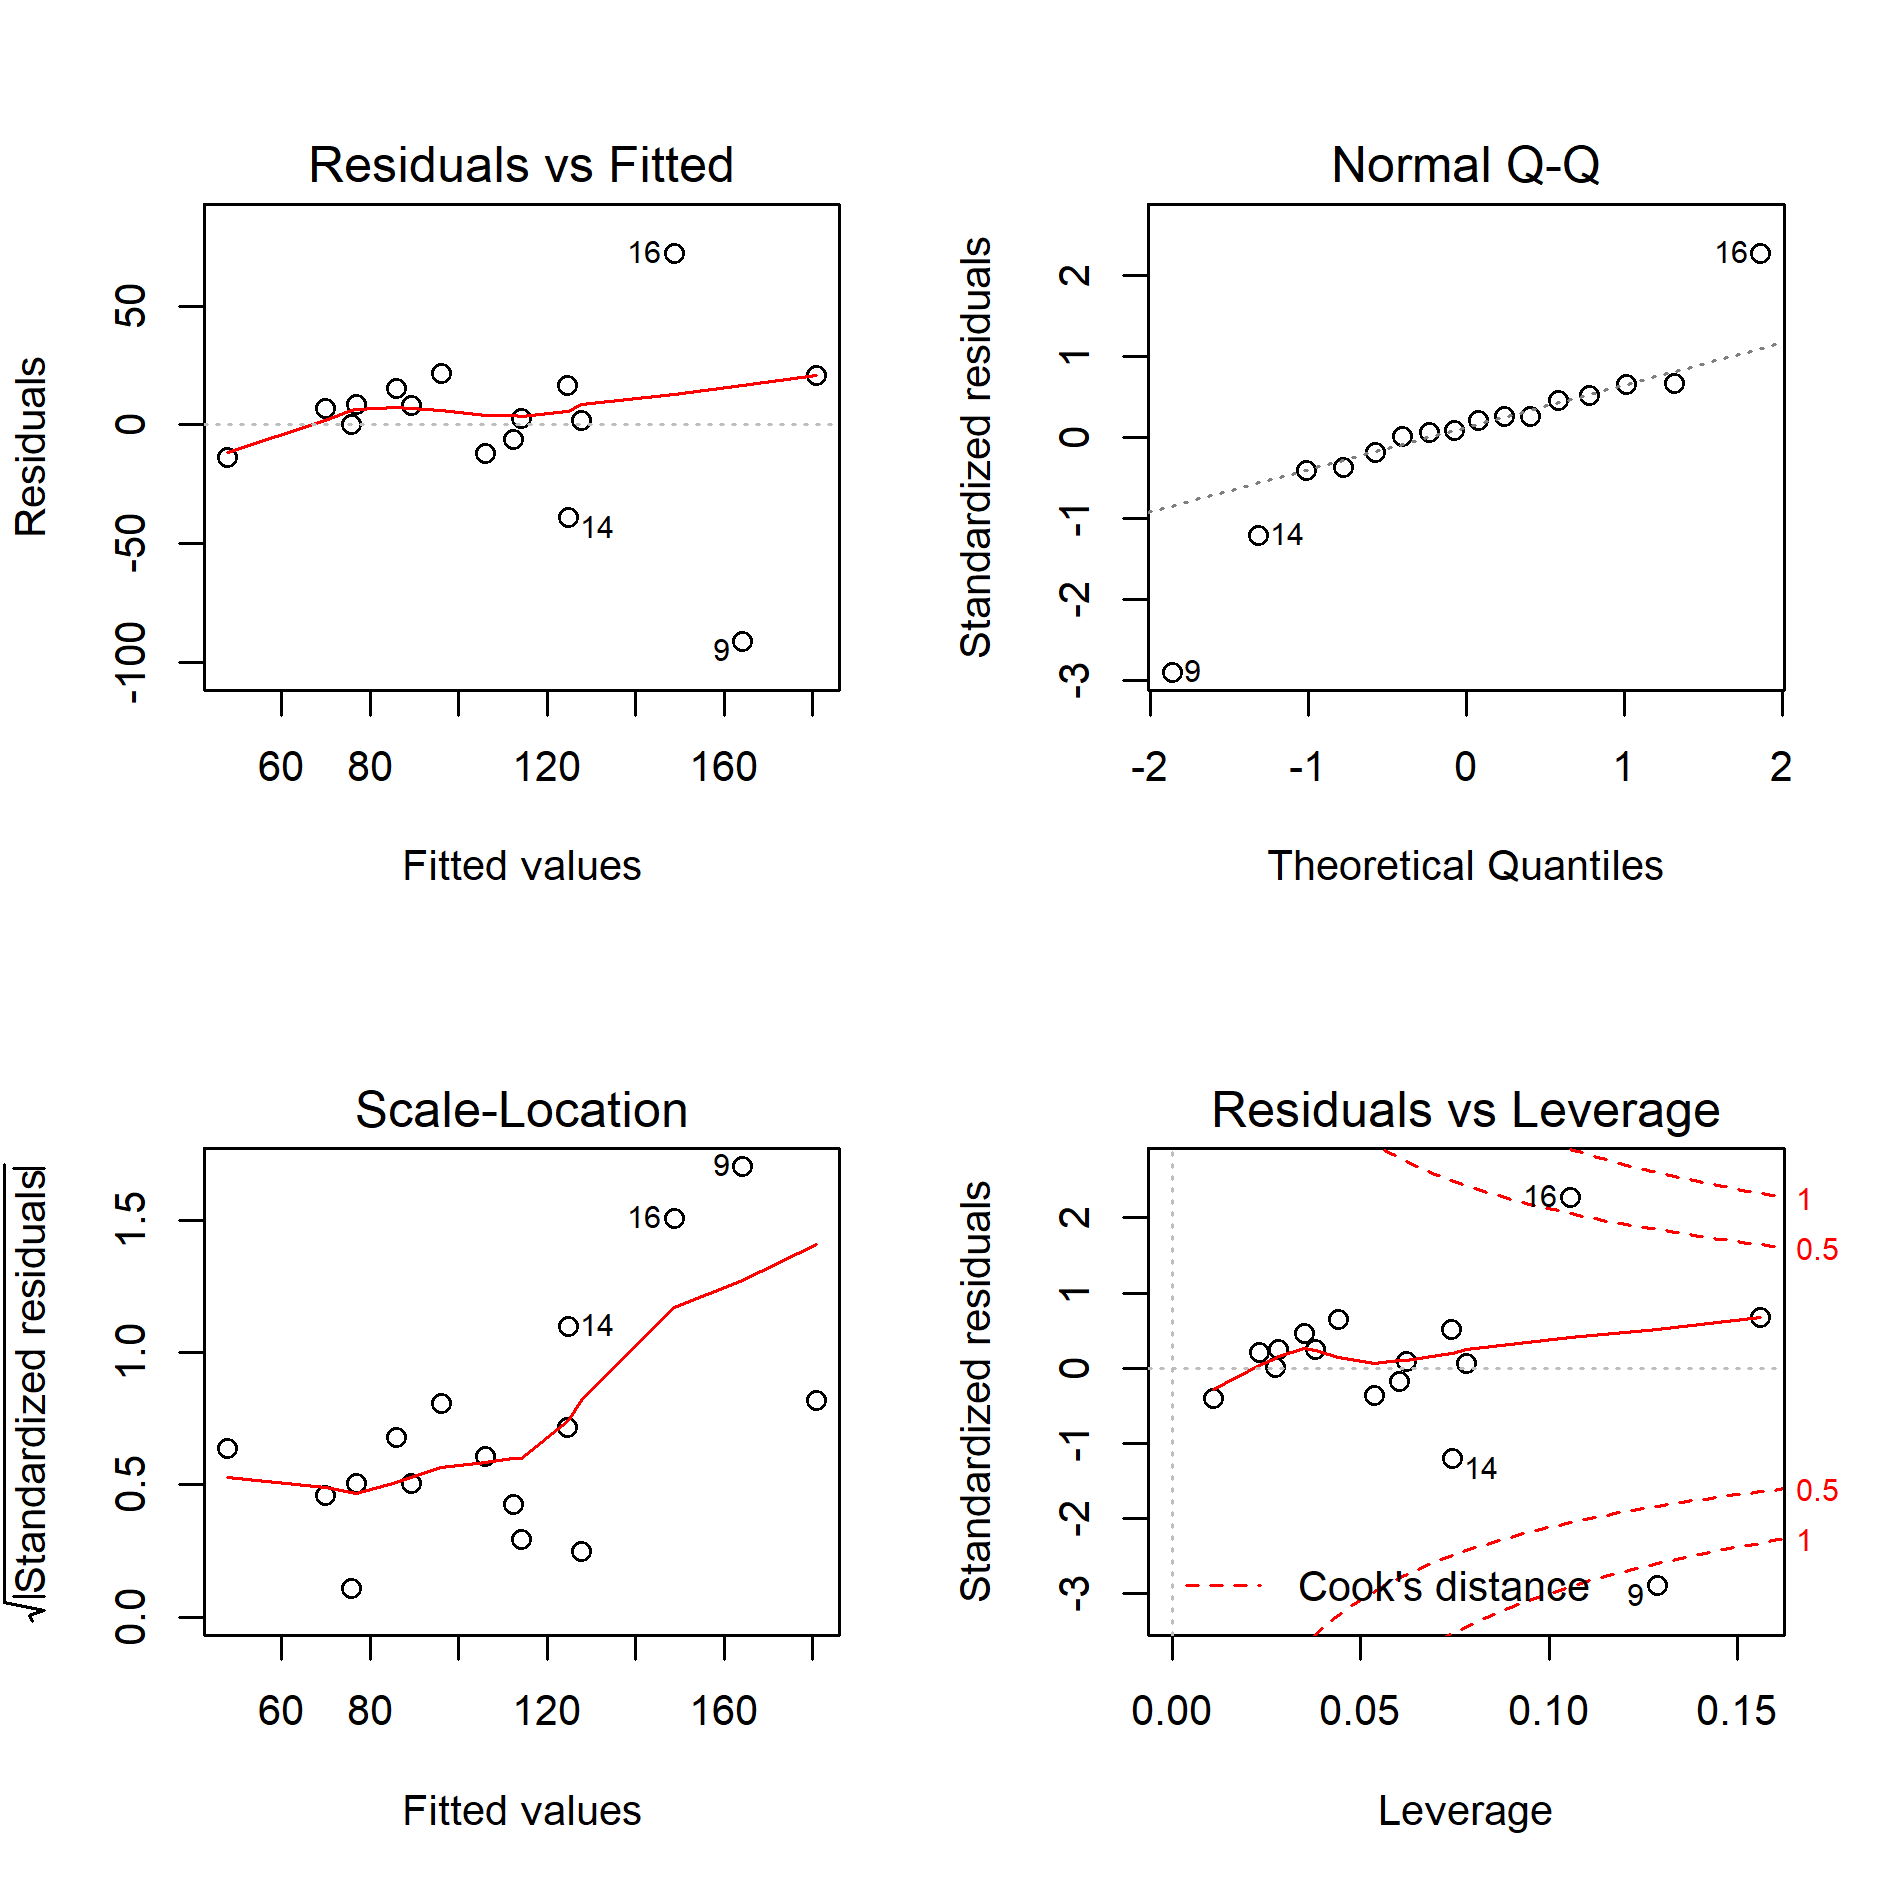 Residuals vs Fitted
Residuals
50
0
-50
-100
16
14
9
60 80 120 160
Fitted values
Normal Q-Q
Standardized residuals
2
1
0
-1
-2
-3
16
14
9
-2 -1 0 1 2
Theoretical Quantiles
Scale-Location
√|Standardized residuals|
1.5
1.0
0.5
0.0
9
16
14
60 80 120 160
Fitted values
Residuals vs Leverage
Standardized residuals
2
1
0
-1
-2
-3
16
14
9
1
0.5
0.5
1
Cook's distance
0.00 0.05 0.10 0.15
Leverage